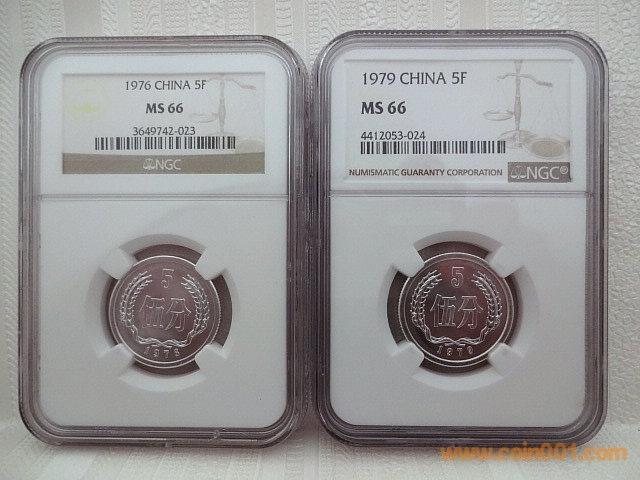 1976 CHINA 5F
MS 66
3649742-023
NGC
5
伍分
1976
1979 CHINA 5F
MS 66
4412053-024
NUMISMATIC GUARANTY CORPORATION NGC®
5
伍分
1979
www.coin001.com